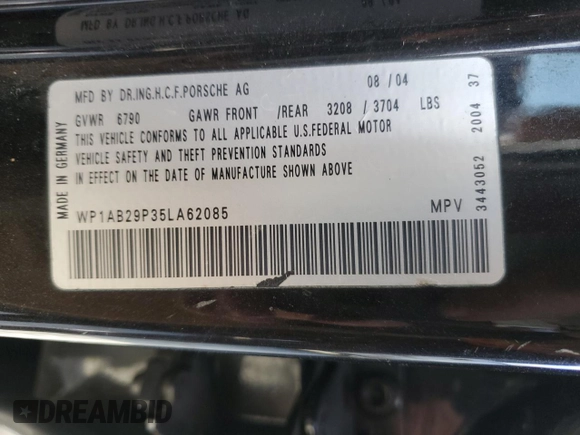 MFD BY DR.ING.H.C.F.PORSCHE AG 08 / 04
GVWR 6790 GAWR FRONT /REAR 3208 / 3704 LBS
THIS VEHICLE CONFORMS TO ALL APPLICABLE U.S.FEDERAL MOTOR
VEHICLE SAFETY AND THEFT PREVENTION STANDARDS
IN EFFECT ON THE DATE OF MANUFACTURE SHOWN ABOVE
WP1AB29P35LA62085 MPV
MADE IN GERMANY
3443052 2004 37
DREAMBID